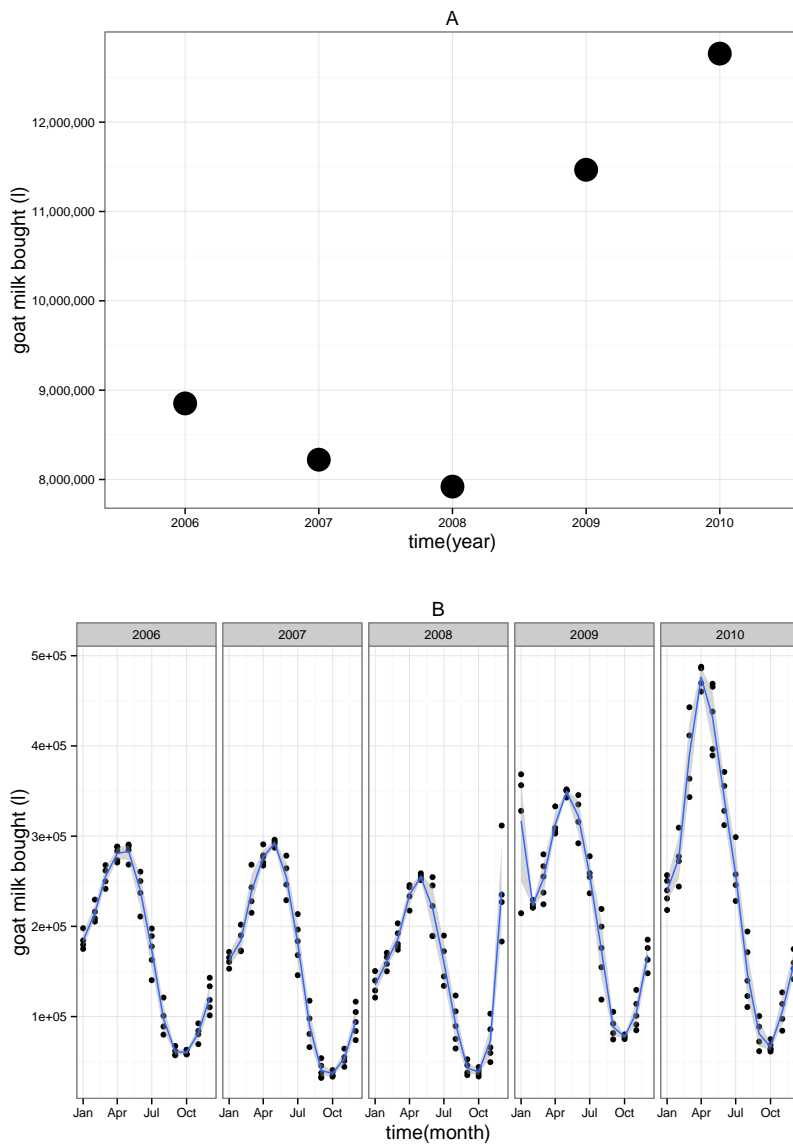 A
goat milk bought (l)
12,000,000
11,000,000
10,000,000
9,000,000
8,000,000
2006 2007 2008 2009 2010
time(year)
B
2006 2007 2008 2009 2010
goat milk bought (l)
5e+05
4e+05
3e+05
2e+05
1e+05
Jan Apr Jul Oct Jan Apr Jul Oct Jan Apr Jul Oct Jan Apr Jul Oct Jan Apr Jul Oct
time(month)